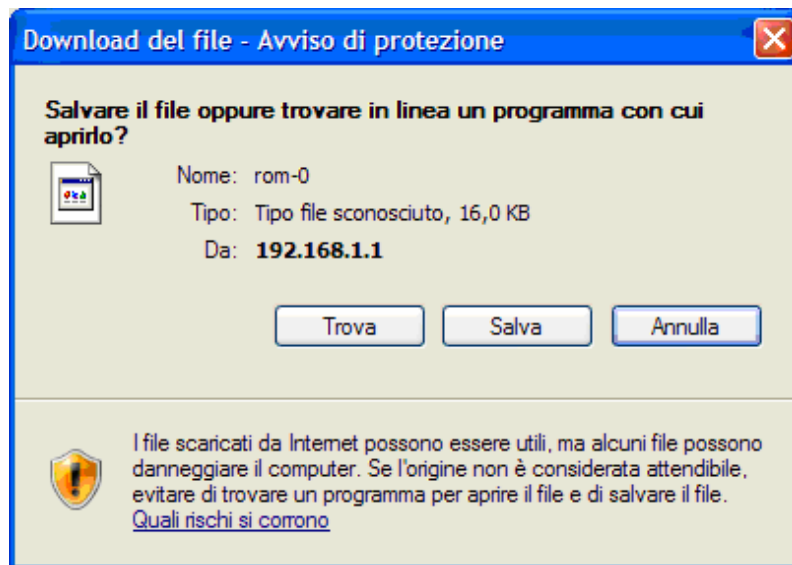 Download del file - Avviso di protezione
Salvare il file oppure trovare in linea un programma con cui
aprirlo?
Nome: rom-0
Tipo: Tipo file sconosciuto, 16,0 KB
Da: 192.168.1.1
Trova Salva Annulla
I file scaricati da Internet possono essere utili, ma alcuni file possono
danneggiare il computer. Se l'origine non è considerata attendibile,
evitare di trovare un programma per aprire il file e di salvare il file.
Quali rischi si corrono